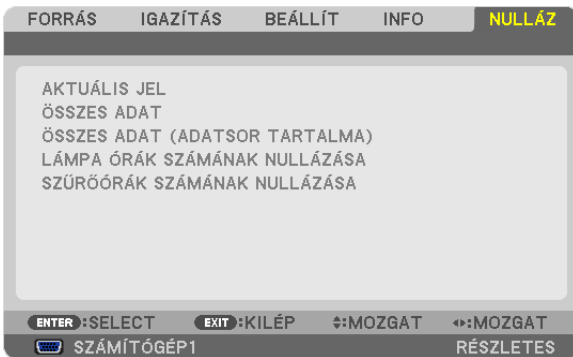 FORRÁS IGAZÍTÁS BEÁLLÍT INFO NULLÁZ
AKTUÁLIS JEL
ÖSSZES ADAT
ÖSSZES ADAT (ADATSOR TARTALMA)
LÁMPA ÓRÁK SZÁMÁNAK NULLÁZÁSA
SZŰRŐÓRÁK SZÁMÁNAK NULLÁZÁSA
ENTER :SELECT EXIT :KILÉP :MOZGAT :MOZGAT
SZÁMÍTÓGÉP1 RÉSZLETES